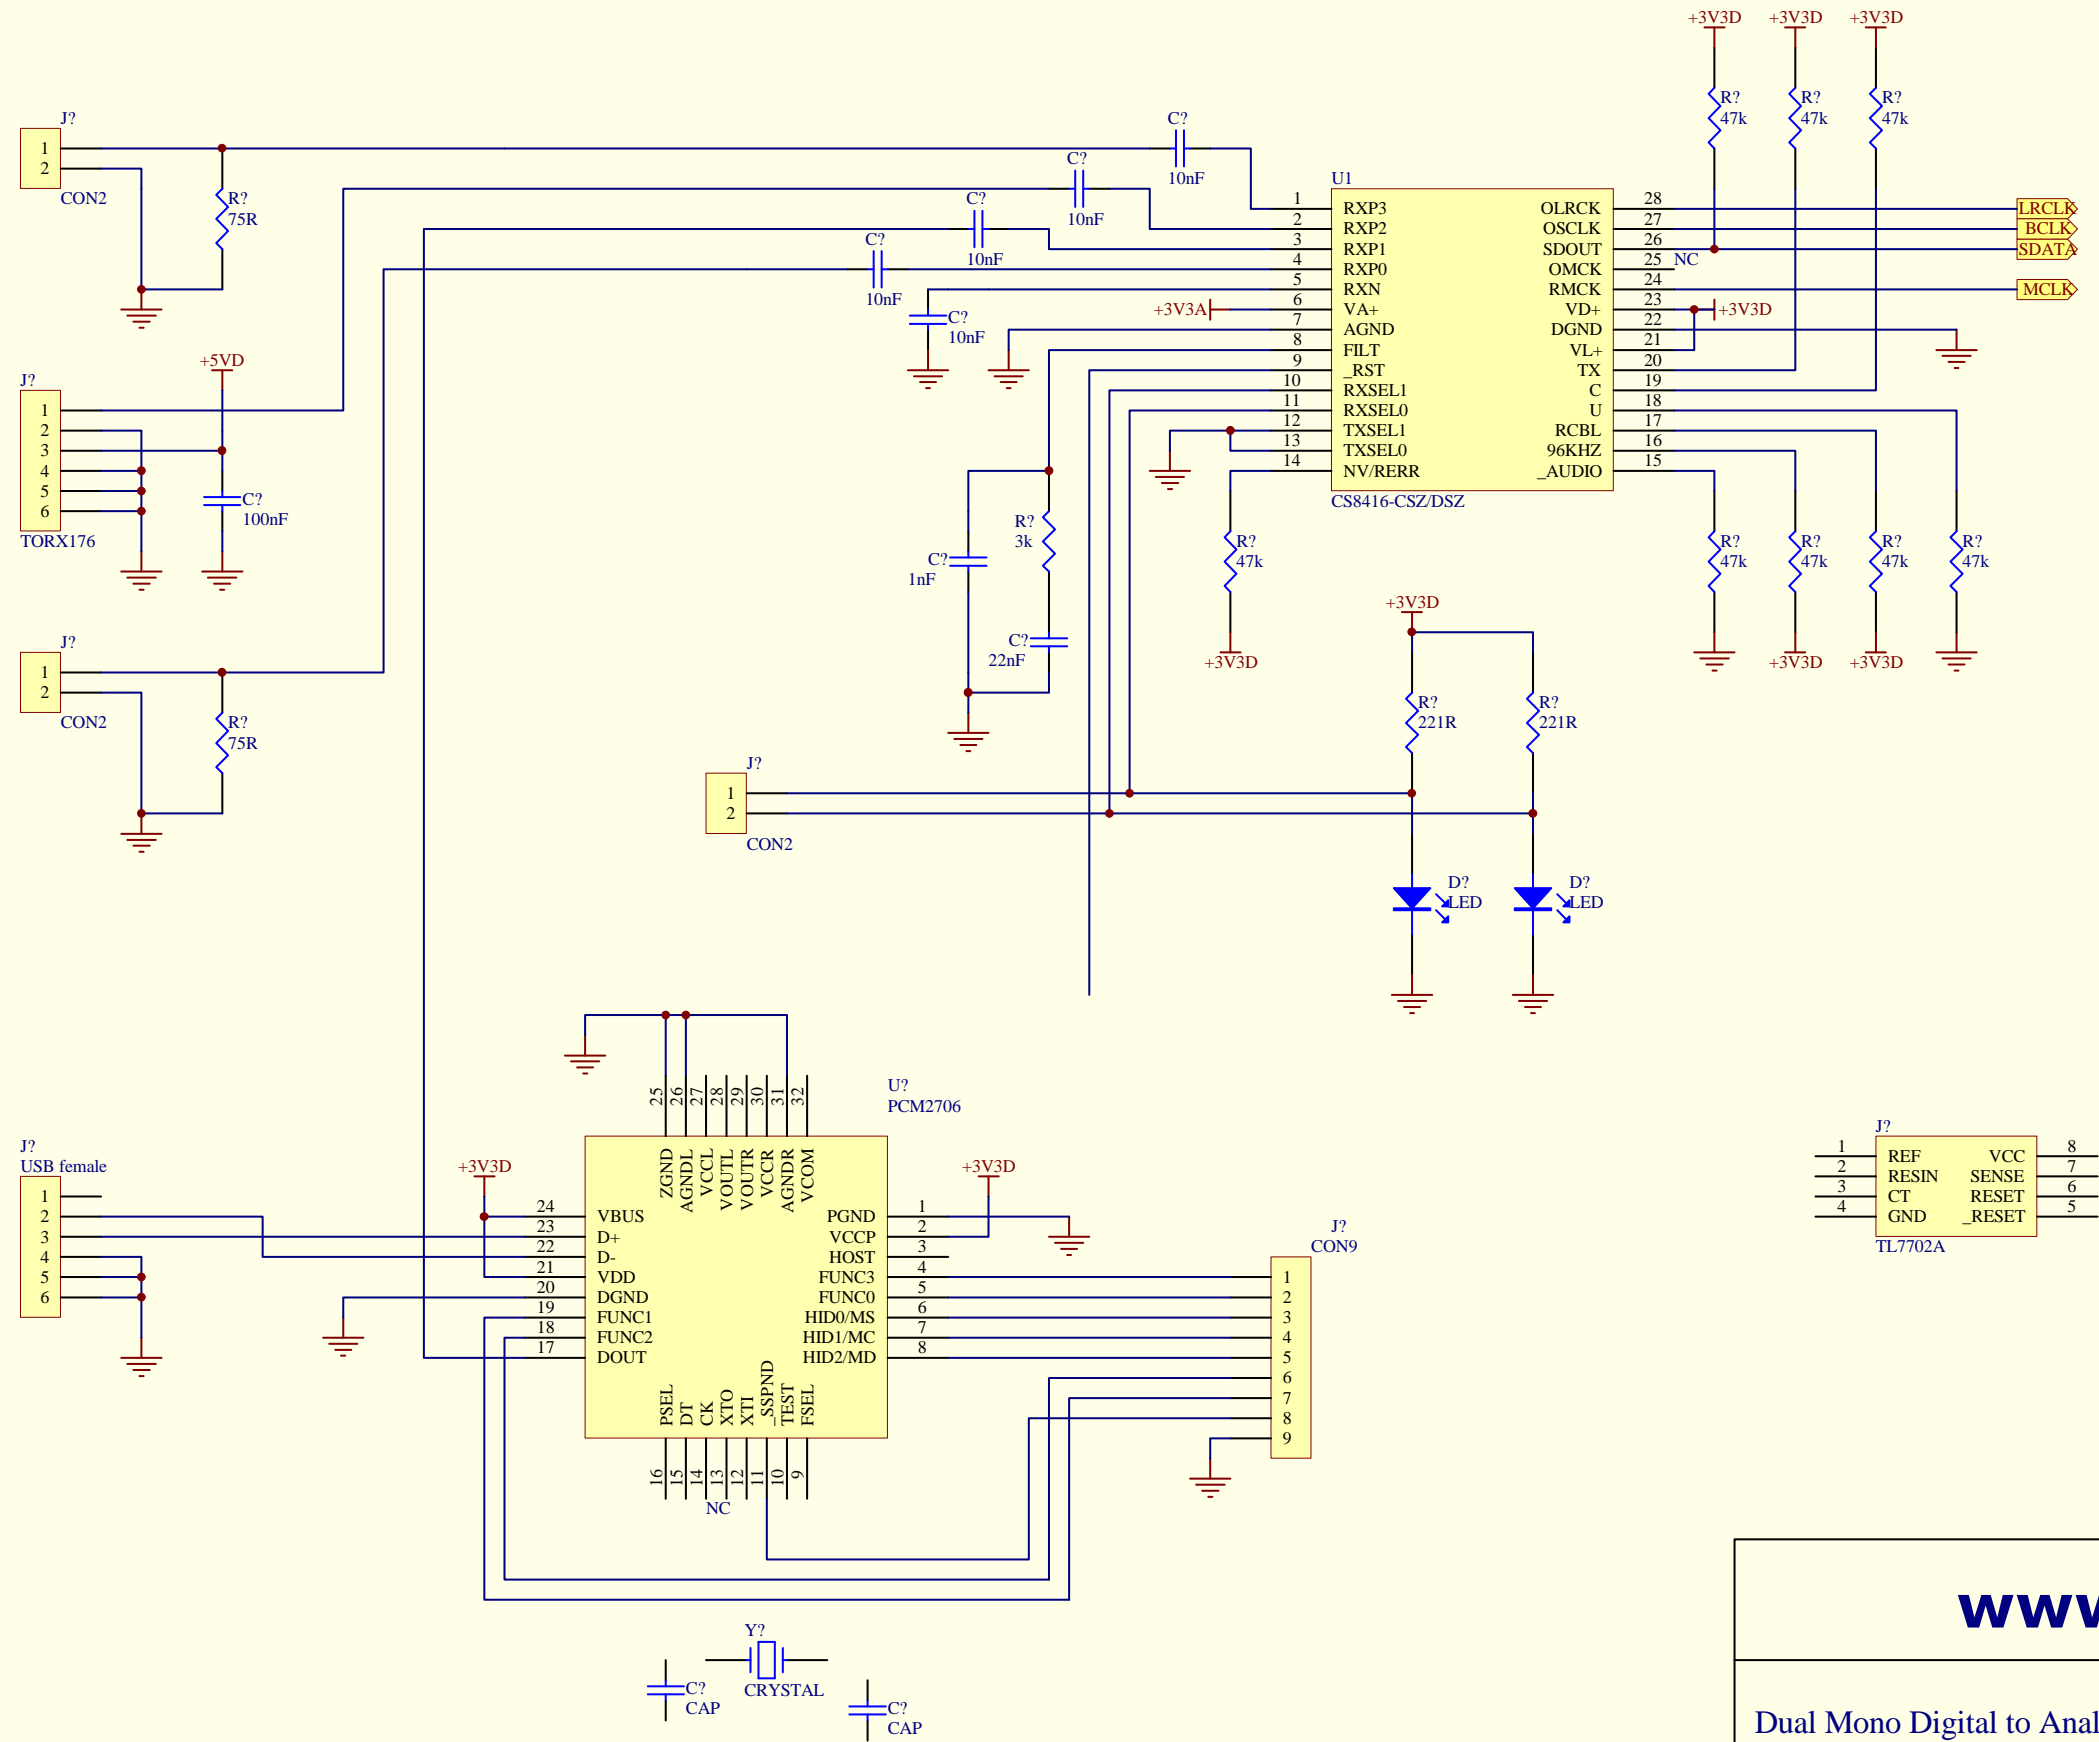 +3V3D +3V3D +3V3D
R? 47k
R? 47k
R? 47k
J?
1
2
CON2
R?
75R
C?
10nF
C?
10nF
C?
10nF
C?
10nF
C?
10nF
+3V3A
U1
1 RXP3 OLRCK 28
2 RXP2 OSCLK 27
3 RXP1 SDOUT 26
4 RXP0 OMCK 25
5 RXN RMCK 24
6 VA+ VD+ 23
7 AGND DGND 22
8 FILT VL+ 21
9 _RST TX 20
10 RXSEL1 C 19
11 RXSEL0 U 18
12 TXSEL1 RCBL 17
13 TXSEL0 96KHZ 16
14 NV/RERR _AUDIO 15
CS8416-CSZ/DSZ
LRCLK
BCLK
SDATA
NC
MCLK
+3V3D
+5VD
J?
1
2
3
4
5
6
TORX176
C?
100nF
R?
3k
C?
1nF
C?
22nF
R?
47k
+3V3D
R?
47k
R?
47k
R?
47k
R?
47k
+3V3D +3V3D
J?
1
2
CON2
R?
75R
+3V3D
R?
221R
R?
221R
J?
1
2
CON2
D?
LED
D?
LED
U?
PCM2706
25 26 27 28 29 30 31 32
ZGND AGNDL VCCL VOUTL VOUTR VCCR AGNDR VCOM
J?
USB female
1
2
3
4
5
6
+3V3D
+3V3D
24 VBUS PGND 1
23 D+ VCCP 2
22 D- HOST 3
21 VDD FUNC3 4
20 DGND FUNC0 5
19 FUNC1 HID0/MS 6
18 FUNC2 HID1/MC 7
17 DOUT HID2/MD 8
PSEL DT CK XTO XTI _SSPND TEST FSEL
16 15 14 13 12 11 10 9
NC
J?
CON9
1
2
3
4
5
6
7
8
9
J?
1 REF VCC 8
2 RESIN SENSE 7
3 CT RESET 6
4 GND _RESET 5
TL7702A
Y?
CRYSTAL
C?
CAP
C?
CAP
www
Dual Mono Digital to Anal